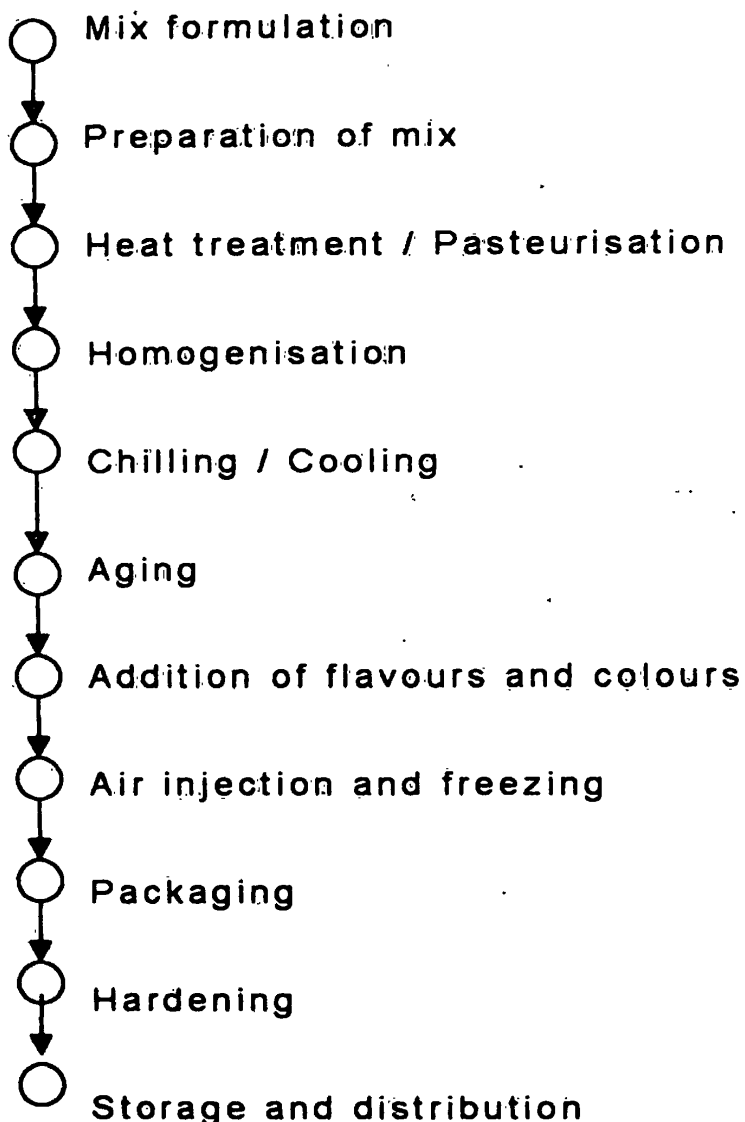 Mix formulation
Preparation of mix
Heat treatment / Pasteurisation
Homogenisation
Chilling / Cooling
Aging
Addition of flavours and colours
Air injection and freezing
Packaging
Hardening
Storage and distribution